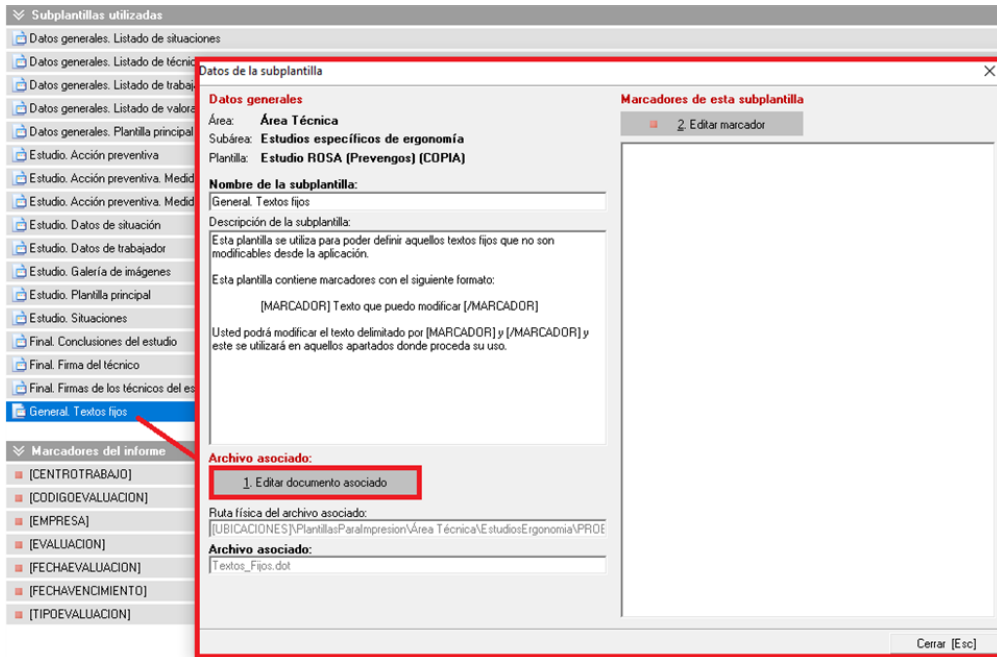 Subplantillas utilizadas
Datos generales. Listado de situaciones
Datos generales. Listado de técnic
Datos generales. Listado de trabaj
Datos generales. Listado de valora
Datos generales. Plantilla principal
Estudio. Acción preventiva
Estudio. Acción preventiva. Medid
Estudio. Acción preventiva. Medid
Estudio. Datos de situación
Estudio. Datos de trabajador
Estudio. Galería de imágenes
Estudio. Plantilla principal
Estudio. Situaciones
Final. Conclusiones del estudio
Final. Firma del técnico
Final. Firmas de los técnicos del es
General. Textos fijos
Marcadores del informe
[CENTROTRABAJO]
[CODIGOEVALUACION]
[EMPRESA]
[EVALUACION]
[FECHAEVALUACION]
[FECHAVENCIMIENTO]
[TIPOEVALUACION]
Datos de la subplantilla
Datos generales
Área: Área Técnica
Subárea: Estudios específicos de ergonomía
Plantilla: Estudio ROSA (Prevengos) (COPIA)
Nombre de la subplantilla:
General. Textos fijos
Descripción de la subplantilla:
Esta plantilla se utiliza para poder definir aquellos textos fijos que no son
modificables desde la aplicación.
Esta plantilla contiene marcadores con el siguiente formato:
[MARCADOR] Texto que puedo modificar [/MARCADOR]
Usted podrá modificar el texto delimitado por [MARCADOR] y [/MARCADOR] y
este se utilizará en aquellos apartados donde proceda su uso.
Archivo asociado:
1. Editar documento asociado
Ruta física del archivo asociado:
[UBICACIONES]\PlantillasParaImpresion\Área Técnica\EstudiosErgonomia\PROE
Archivo asociado:
Textos_Fijos.dot
Marcadores de esta subplantilla
2. Editar marcador
Cerrar [Esc]